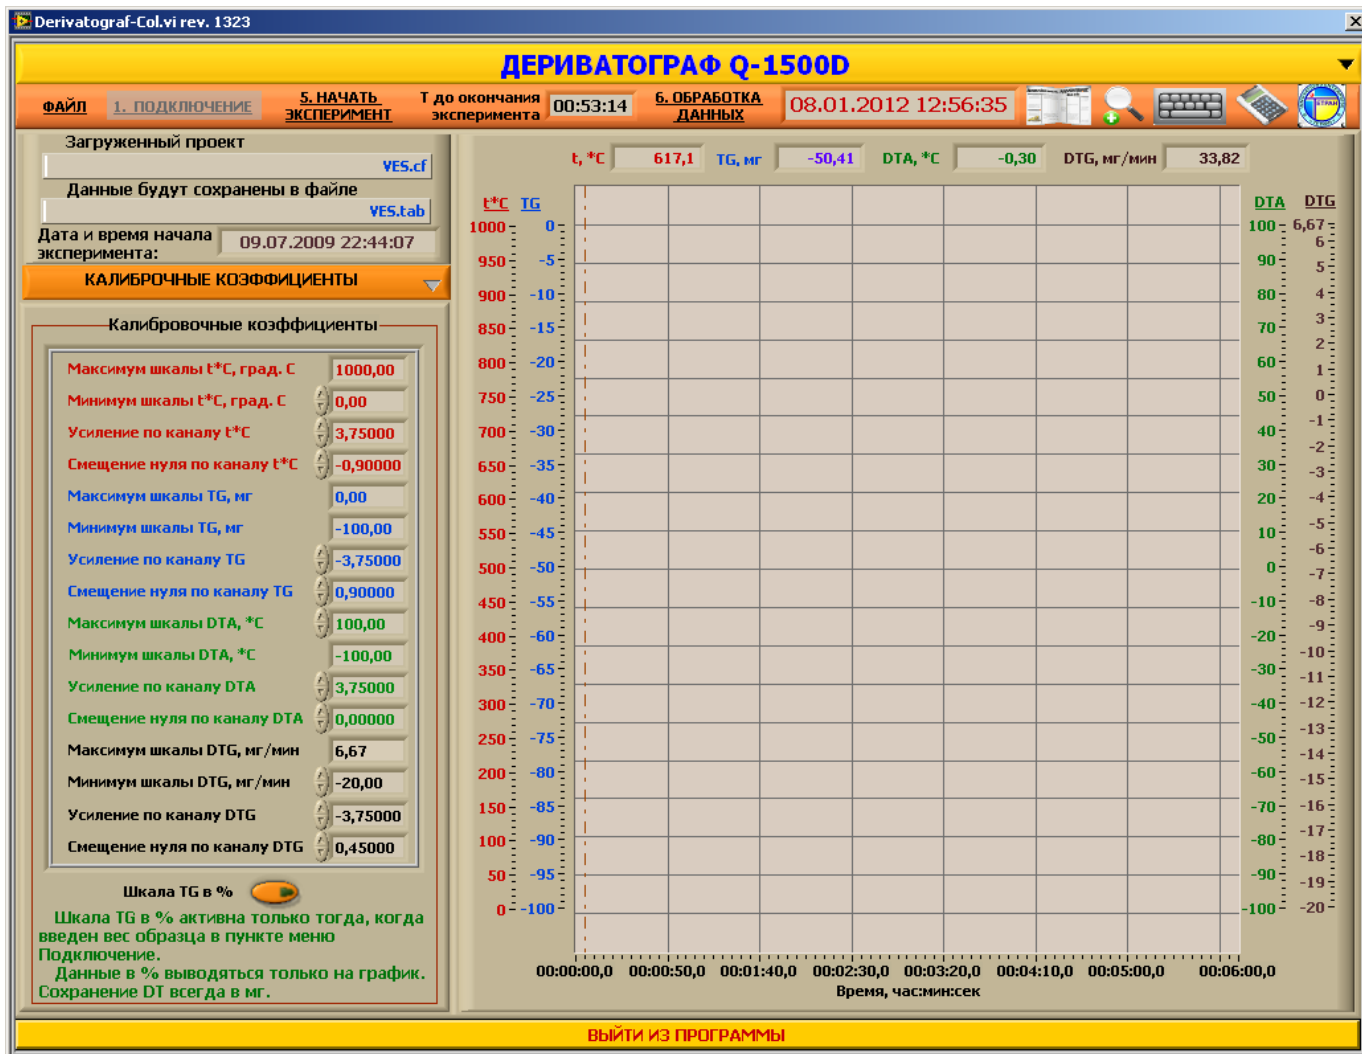 Derivatograf-Col.vi rev. 1323
ДЕРИВАТОГРАФ Q-1500D
ФАЙЛ
1. ПОДКЛЮЧЕНИЕ
5. НАЧАТЬ
ЭКСПЕРИМЕНТ
Т до окончания
эксперимента
00:53:14
6. ОБРАБОТКА
ДАННЫХ
08.01.2012 12:56:35
Загруженный проект
VES.cf
Данные будут сохранены в файле
VES.tab
Дата и время начала
эксперимента:
09.07.2009 22:44:07
КАЛИБРОЧНЫЕ КОЭФФИЦИЕНТЫ
Калибровочные коэффициенты
Максимум шкалы t*C, град. С 1000,00
Минимум шкалы t*C, град. С 0,00
Усиление по каналу t*C 3,75000
Смещение нуля по каналу t*C -0,90000
Максимум шкалы TG, мг 0,00
Минимум шкалы TG, мг -100,00
Усиление по каналу TG -3,75000
Смещение нуля по каналу TG 0,90000
Максимум шкалы DTA, *C 100,00
Минимум шкалы DTA, *C -100,00
Усиление по каналу DTA 3,75000
Смещение нуля по каналу DTA 0,00000
Максимум шкалы DTG, мг/мин 6,67
Минимум шкалы DTG, мг/мин -20,00
Усиление по каналу DTG -3,75000
Смещение нуля по каналу DTG 0,45000
Шкала TG в %
Шкала TG в % активна только тогда, когда
введен вес образца в пункте меню
Подключение.
Данные в % выводяться только на график.
Сохранение DT всегда в мг.
t, *C 617,1 TG, мг -50,41 DTA, *C -0,30 DTG, мг/мин 33,82
t*C TG DTA DTG
1000 0 100 6,67
6
950 -5 90 5
900 -10 80 4
850 -15 70 3
2
800 -20 60 1
750 -25 50 0
-1
700 -30 40 -2
650 -35 30 -3
600 -40 20 -4
-5
550 -45 10 -6
500 -50 0 -7
450 -55 -10 -8
-9
400 -60 -20 -10
350 -65 -30 -11
300 -70 -40 -12
-13
250 -75 -50 -14
200 -80 -60 -15
150 -85 -70 -16
-17
100 -90 -80 -18
50 -95 -90 -19
0 -100 -100 -20
00:00:00,0 00:00:50,0 00:01:40,0 00:02:30,0 00:03:20,0 00:04:10,0 00:05:00,0 00:06:00,0
Время, час:мин:сек
ВЫЙТИ ИЗ ПРОГРАММЫ